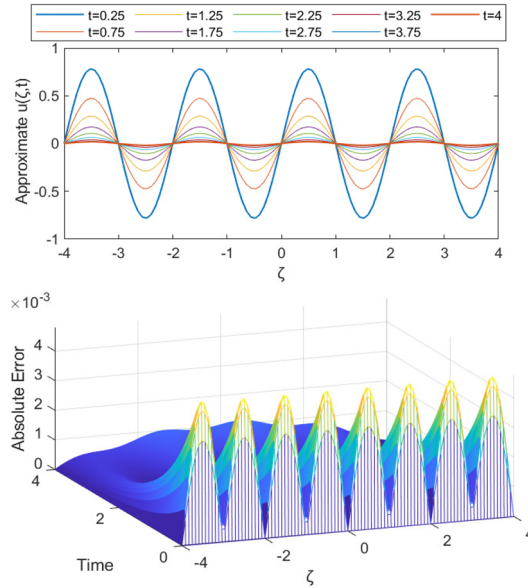 t=0.25 t=1.25 t=2.25 t=3.25 t=4
t=0.75 t=1.75 t=2.75 t=3.75
Approximate u(ζ,t)
1
0.5
0
-0.5
-1
-4 -3 -2 -1 0 1 2 3 4
ζ
×10-3
Absolute Error
4
3
2
1
0
4
2
0
Time
-4
-2
0
2
4
ζ